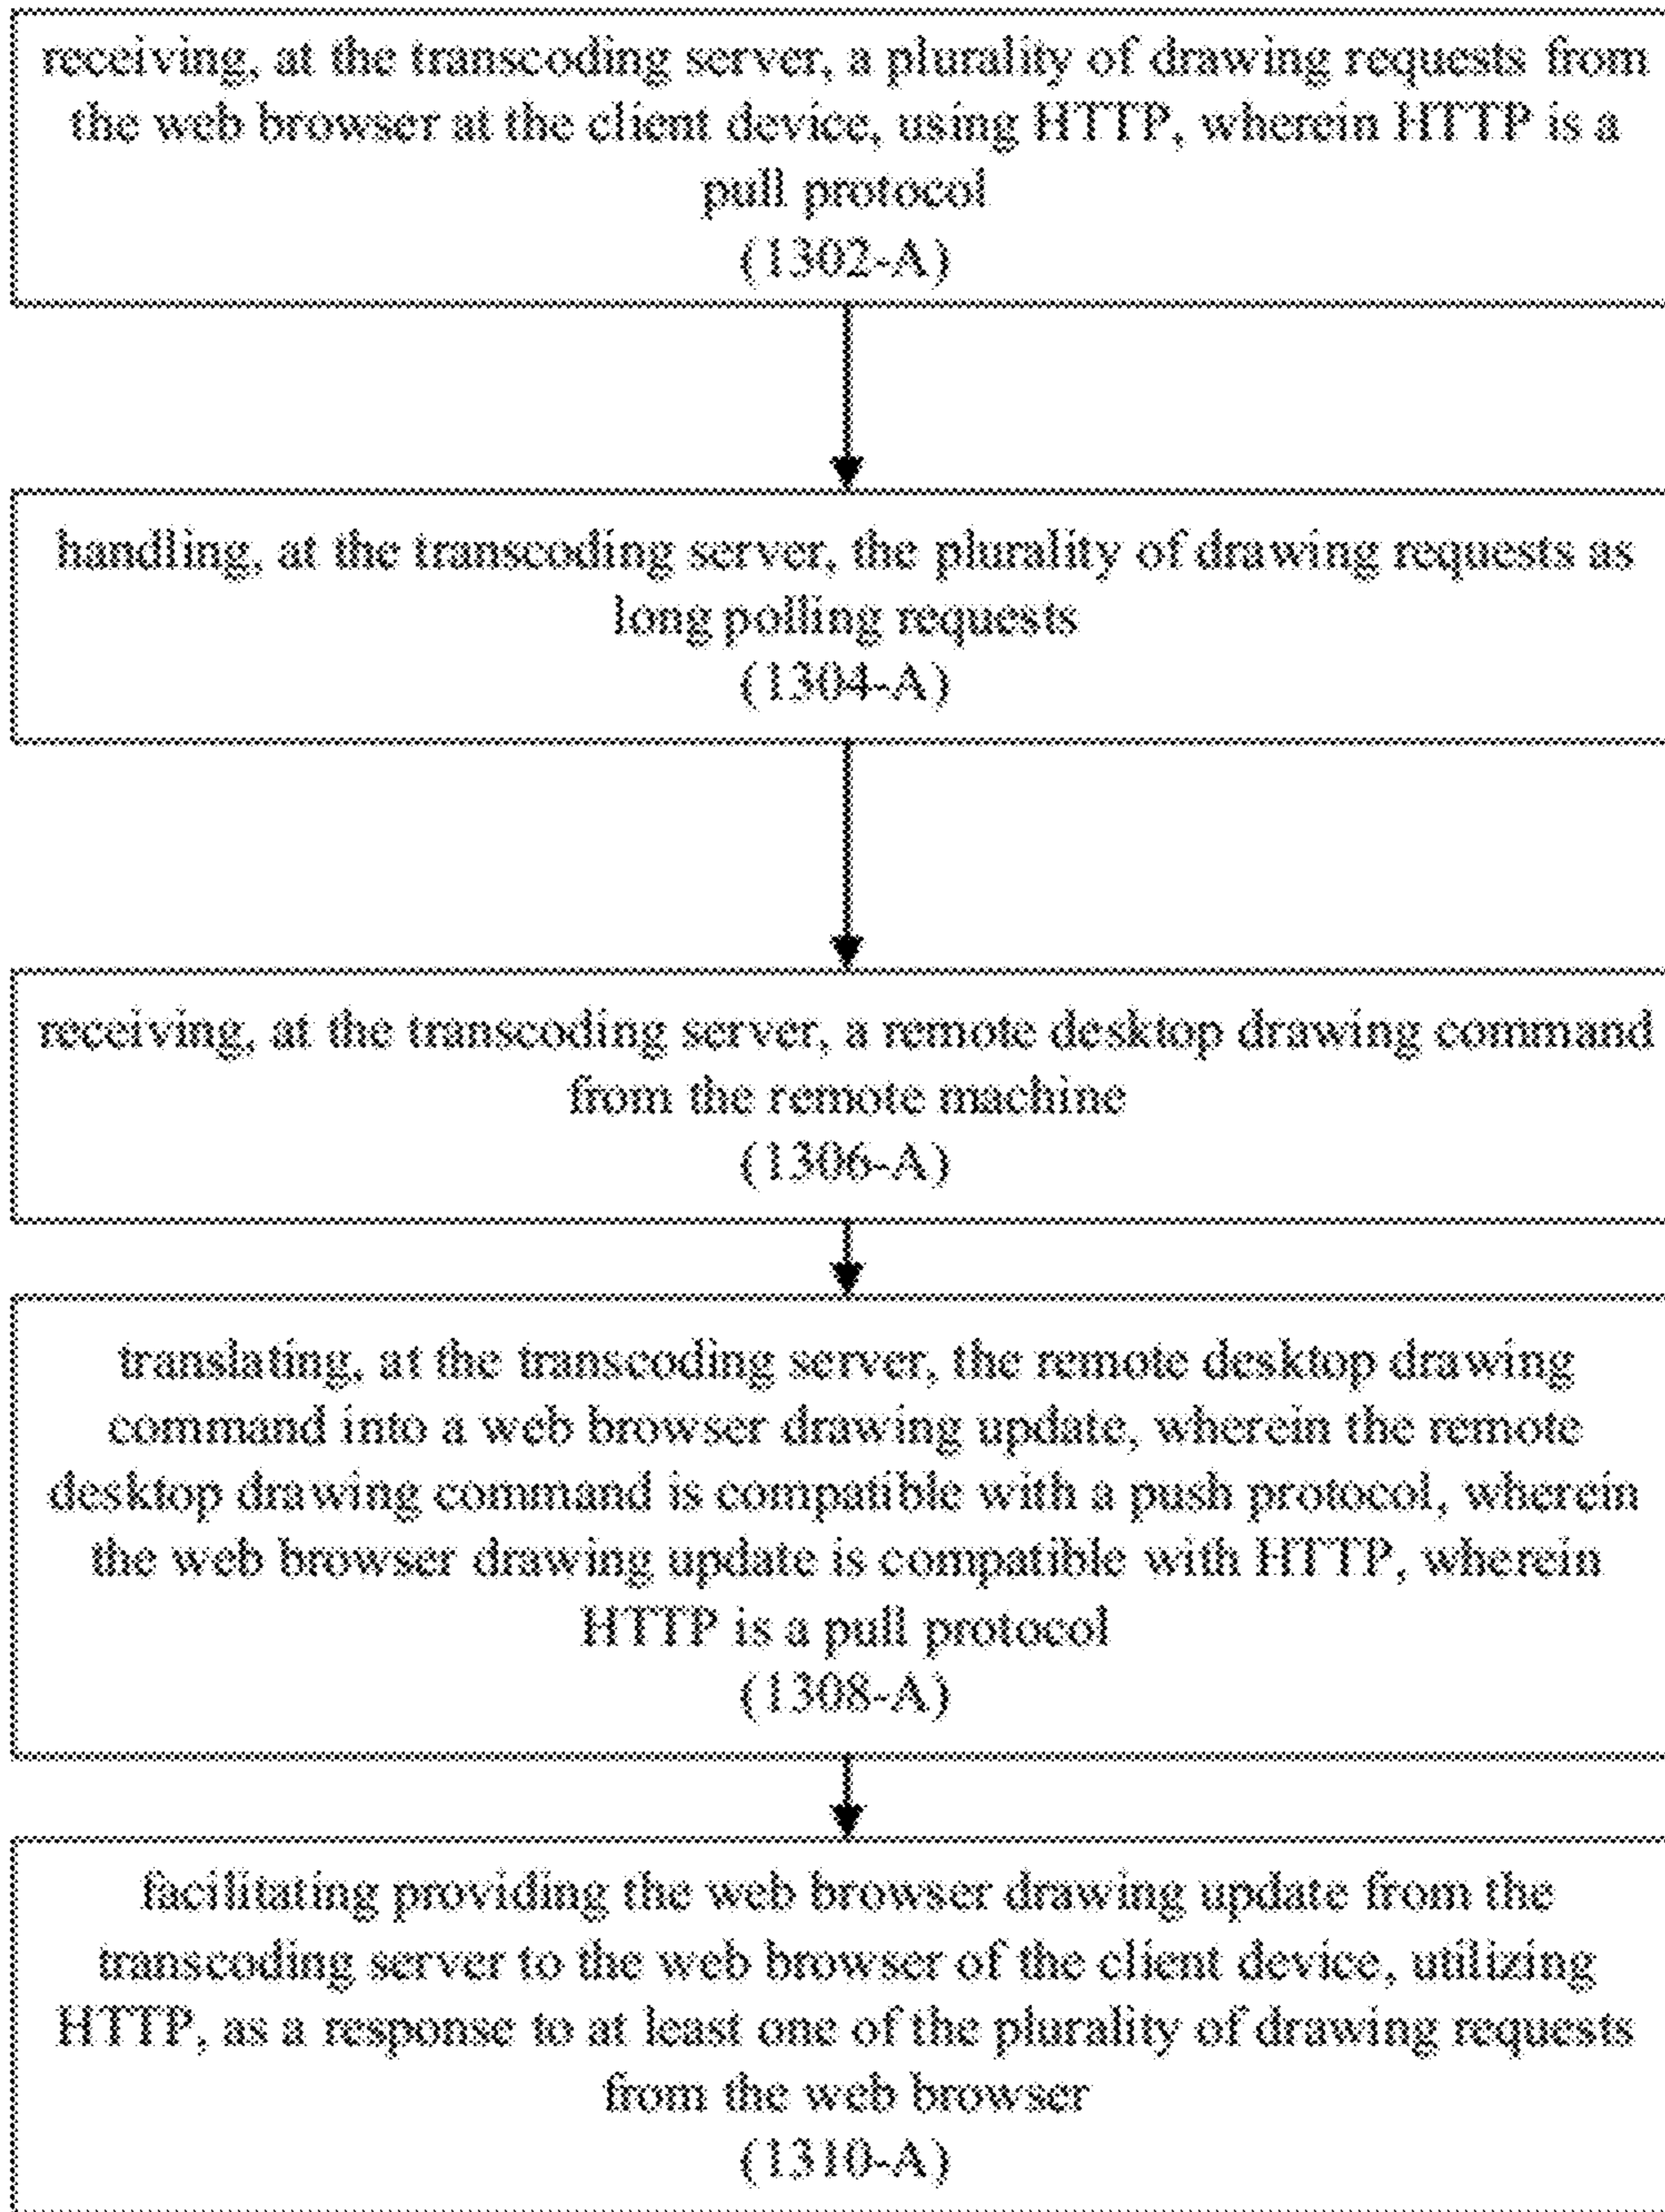 receiving, at the transcoding server, a plurality of drawing requests from
the web browser at the client device, using HTTP, wherein HTTP is a
pull protocol
(1302-A)
handling, at the transcoding server, the plurality of drawing requests as
long polling requests
(1304-A)
receiving, at the transcoding server, a remote desktop drawing command
from the remote machine
(1306-A)
translating, at the transcoding server, the remote desktop drawing
command into a web browser drawing update, wherein the remote
desktop drawing command is compatible with a push protocol, wherein
the web browser drawing update is compatible with HTTP, wherein
HTTP is a pull protocol
(1308-A)
facilitating providing the web browser drawing update from the
transcoding server to the web browser of the client device, utilizing
HTTP, as a response to at least one of the plurality of drawing requests
from the web browser
(1310-A)